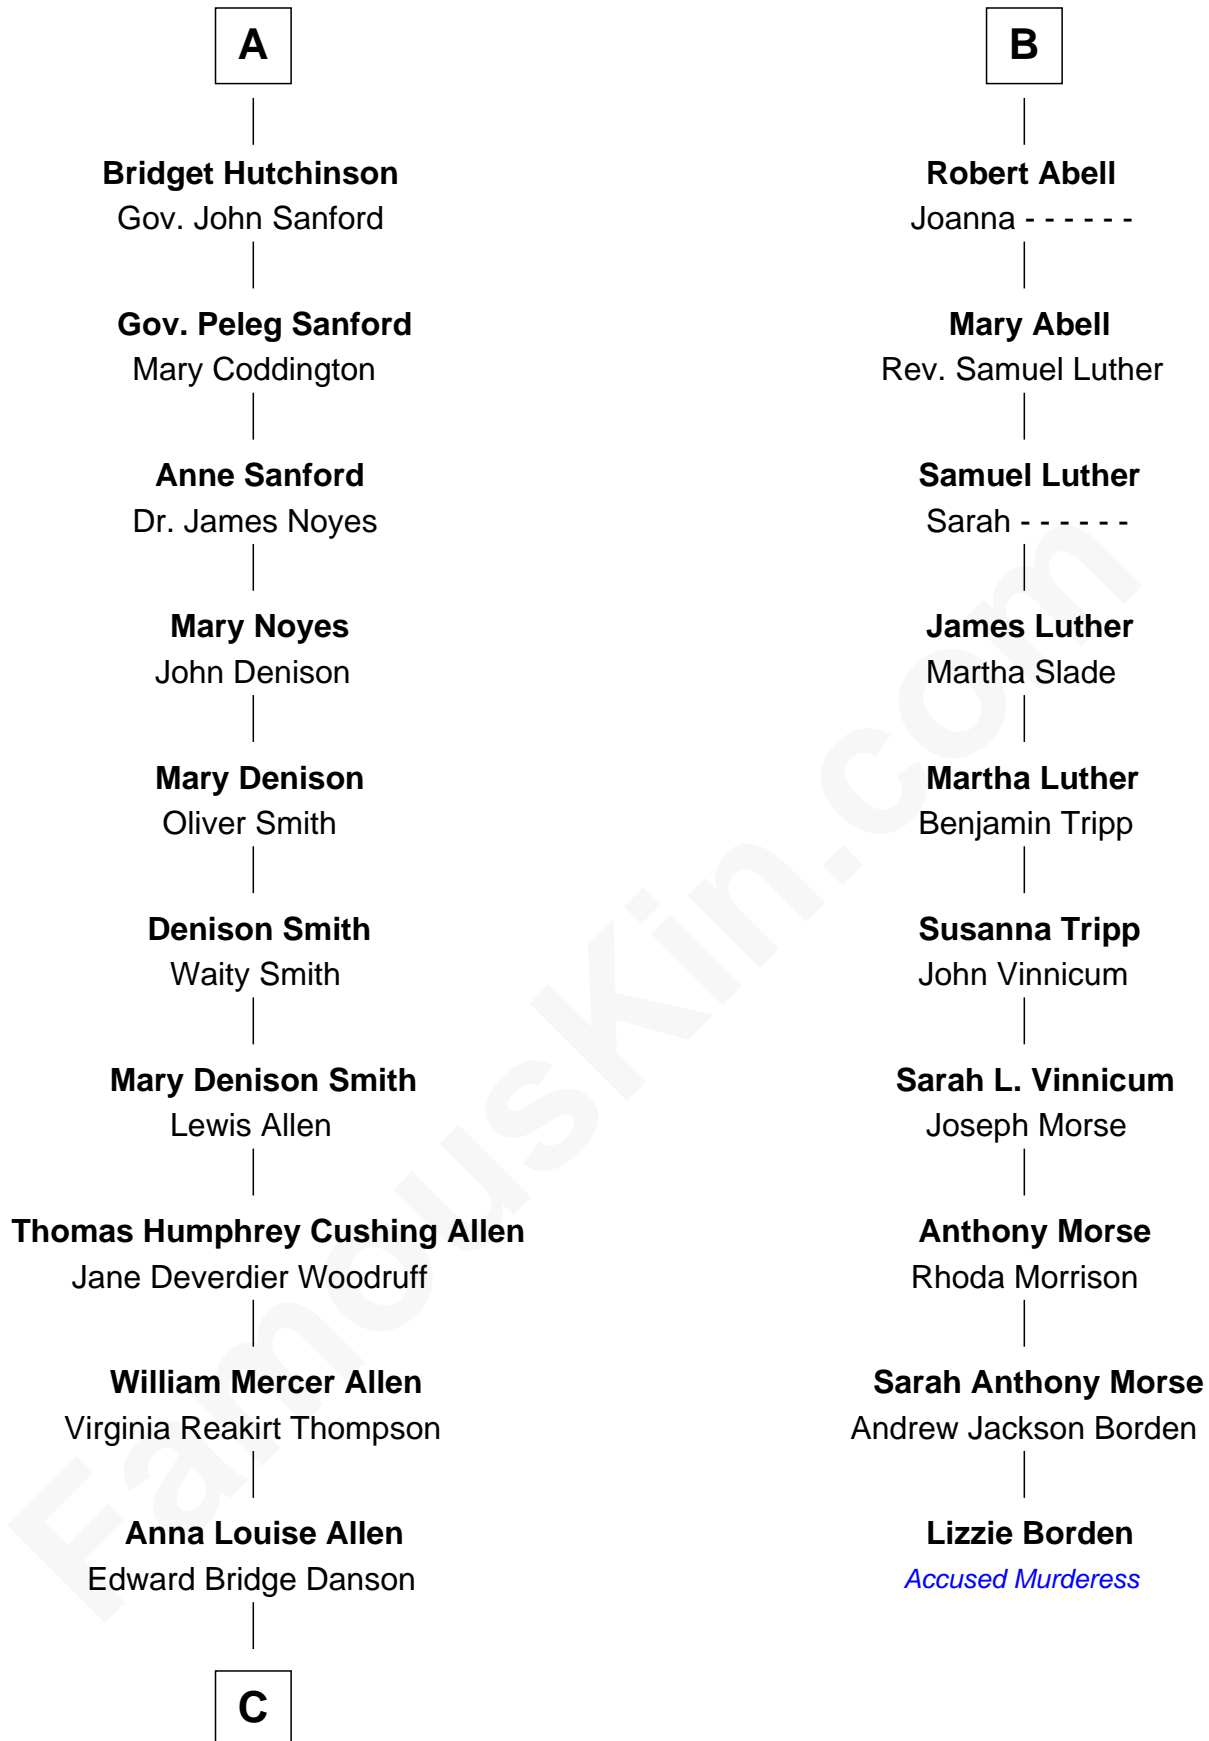 A
Bridget Hutchinson
Gov. John Sanford
Gov. Peleg Sanford
Mary Coddington
Anne Sanford
Dr. James Noyes
Mary Noyes
John Denison
Mary Denison
Oliver Smith
Denison Smith
Waity Smith
Mary Denison Smith
Lewis Allen
Thomas Humphrey Cushing Allen
Jane Deverdier Woodruff
William Mercer Allen
Virginia Reakirt Thompson
Anna Louise Allen
Edward Bridge Danson
C
B
Robert Abell
Joanna - - - - - -
Mary Abell
Rev. Samuel Luther
Samuel Luther
Sarah - - - - - -
James Luther
Martha Slade
Martha Luther
Benjamin Tripp
Susanna Tripp
John Vinnicum
Sarah L. Vinnicum
Joseph Morse
Anthony Morse
Rhoda Morrison
Sarah Anthony Morse
Andrew Jackson Borden
Lizzie Borden
Accused Murderess
FamousKin.com